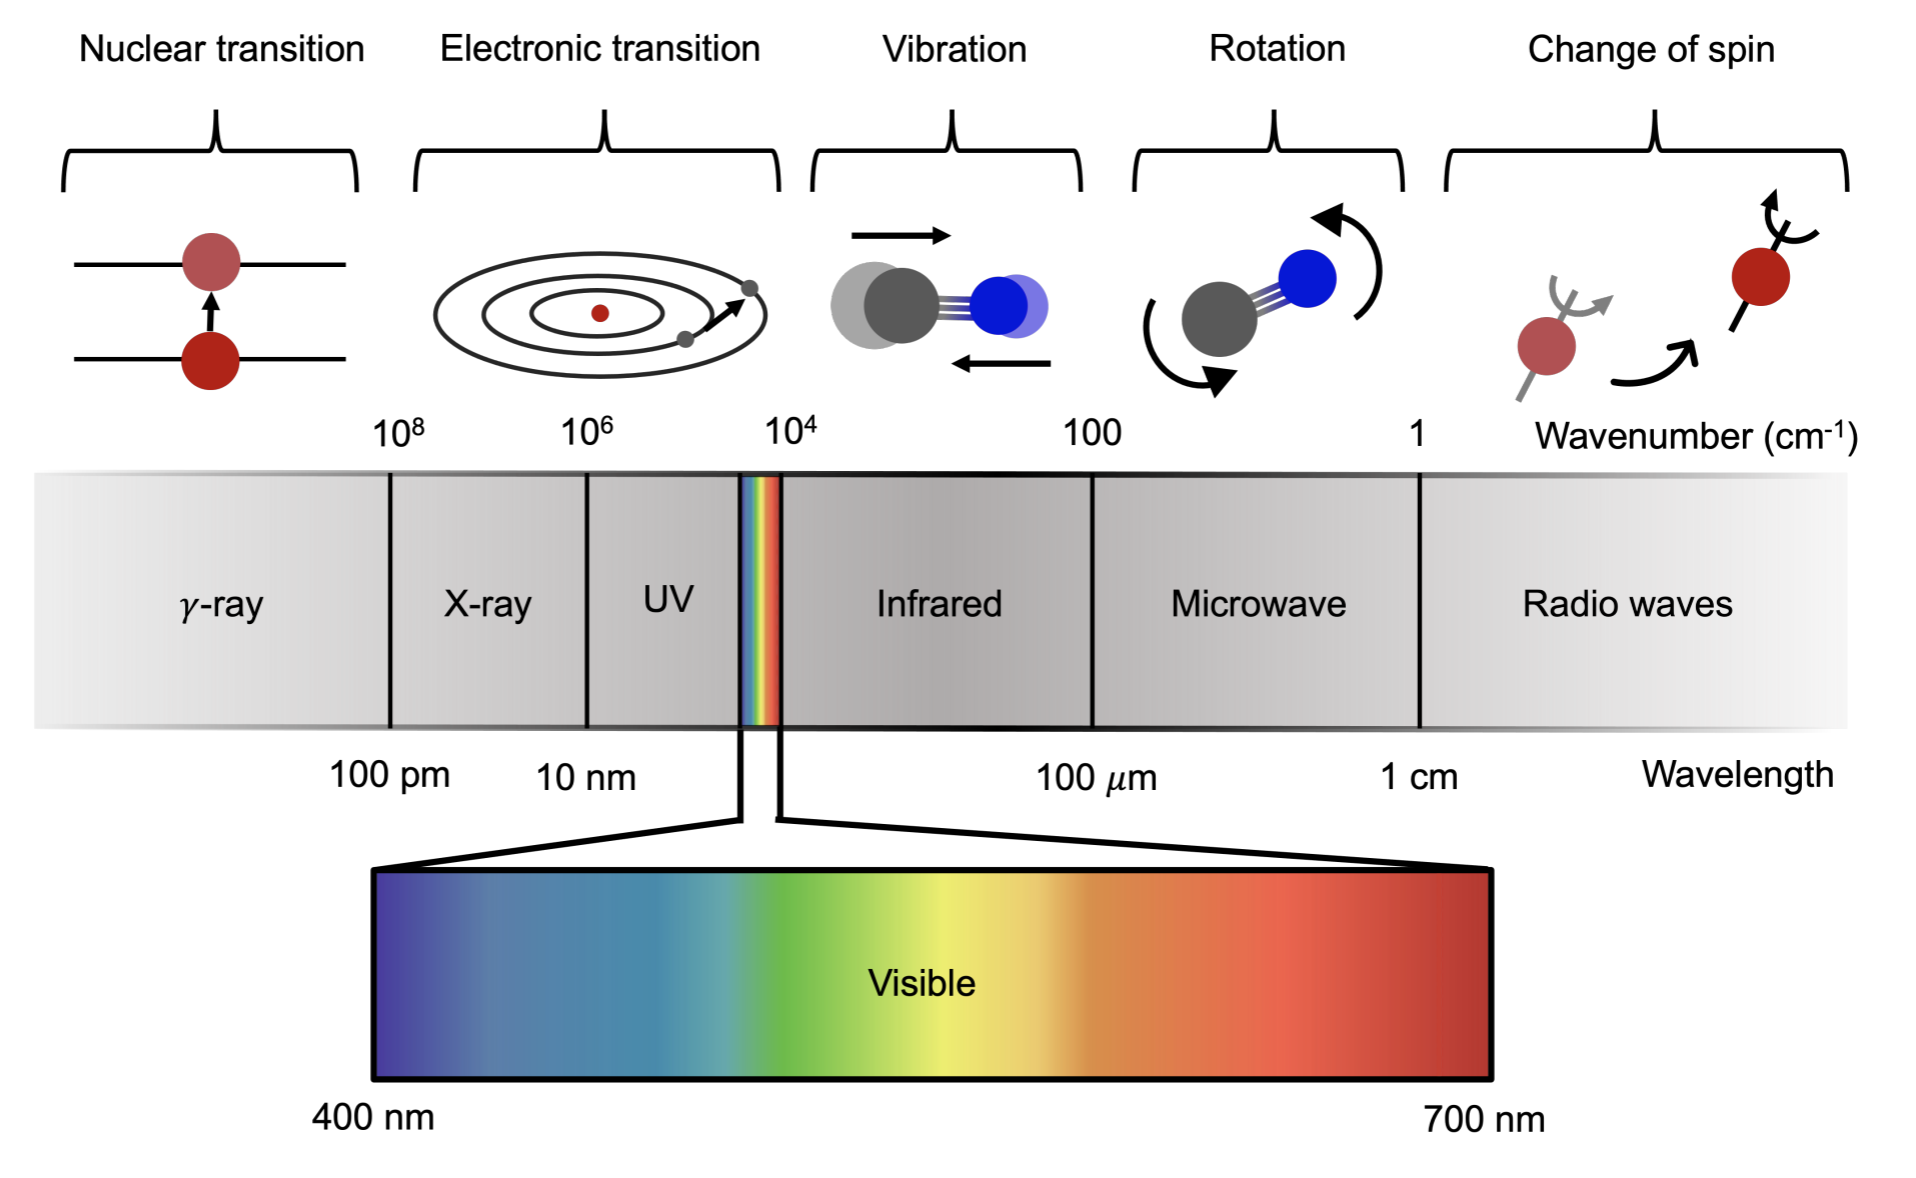 Nuclear transition
Electronic transition
Vibration
Rotation
Change of spin
10⁸
10⁶
10⁴
100
1
Wavenumber (cm⁻¹)
γ-ray
X-ray
UV
Infrared
Microwave
Radio waves
100 pm
10 nm
100 μm
1 cm
Wavelength
Visible
400 nm
700 nm